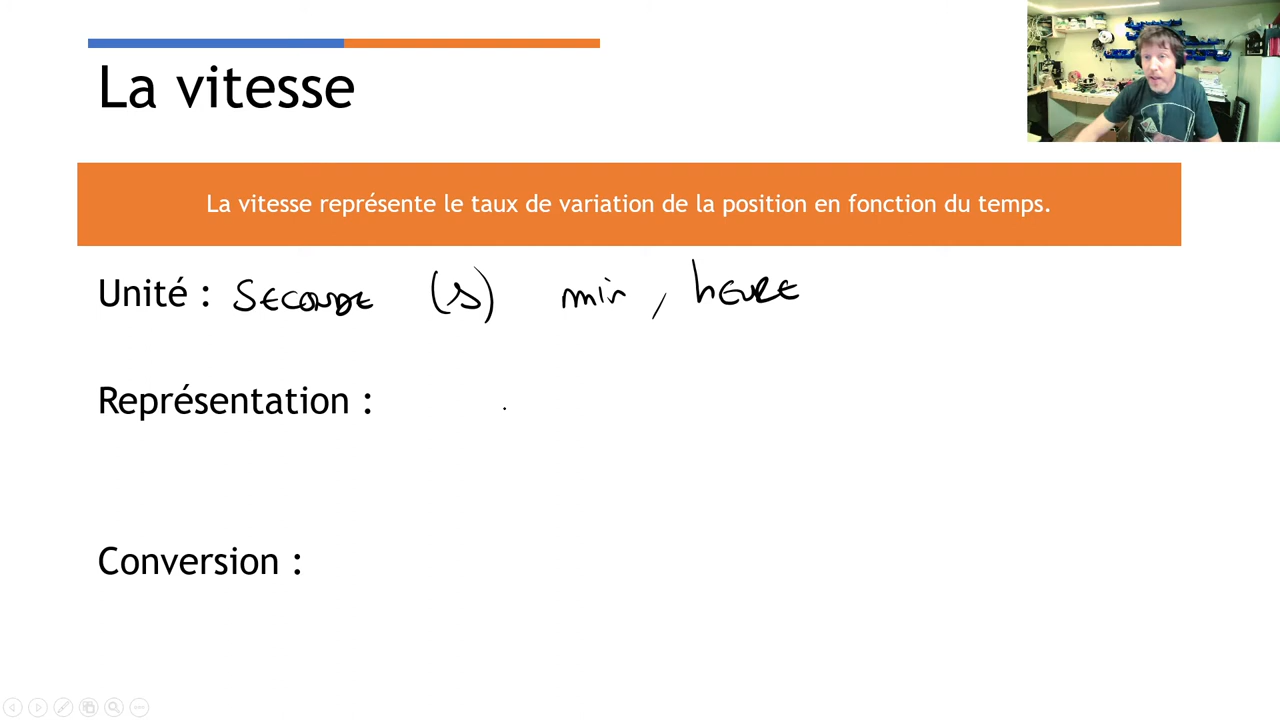 La vitesse
La vitesse représente le taux de variation de la position en fonction du temps.
Unité : SECONDE (s) min, hEURE
Représentation :
Conversion :